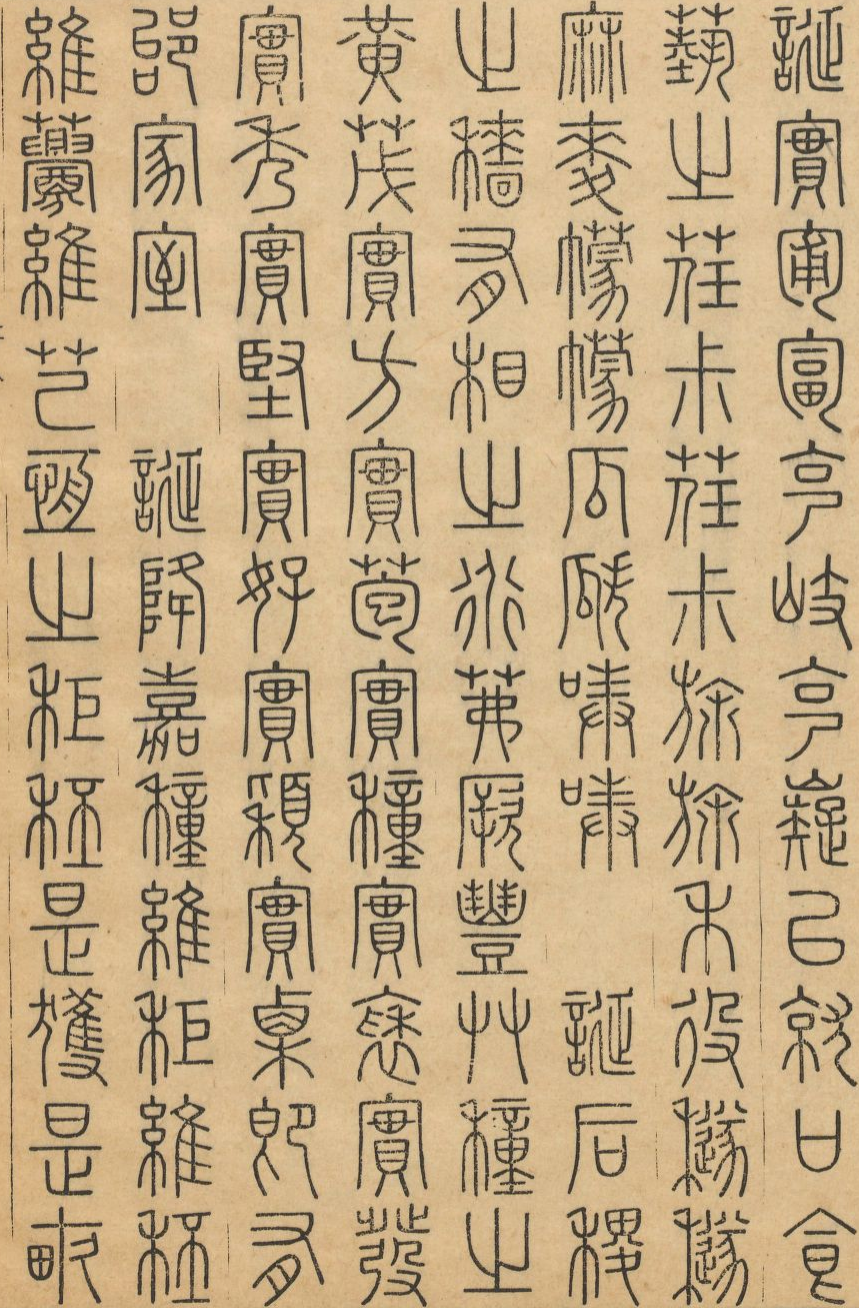 誕實匍匐克岐克嶷以就口食
蓺之荏尗荏尗旆旆禾役穟穟
麻麥幪幪瓜瓞唪唪　誕后稷
之穡有相之道茀厥豐艸種之
黃茂實方實苞實種實褎實發
實秀實堅實好實穎實栗即有
邰家室　誕降嘉種維秬維秠
維虋維芑恆之秬秠是穫是畝